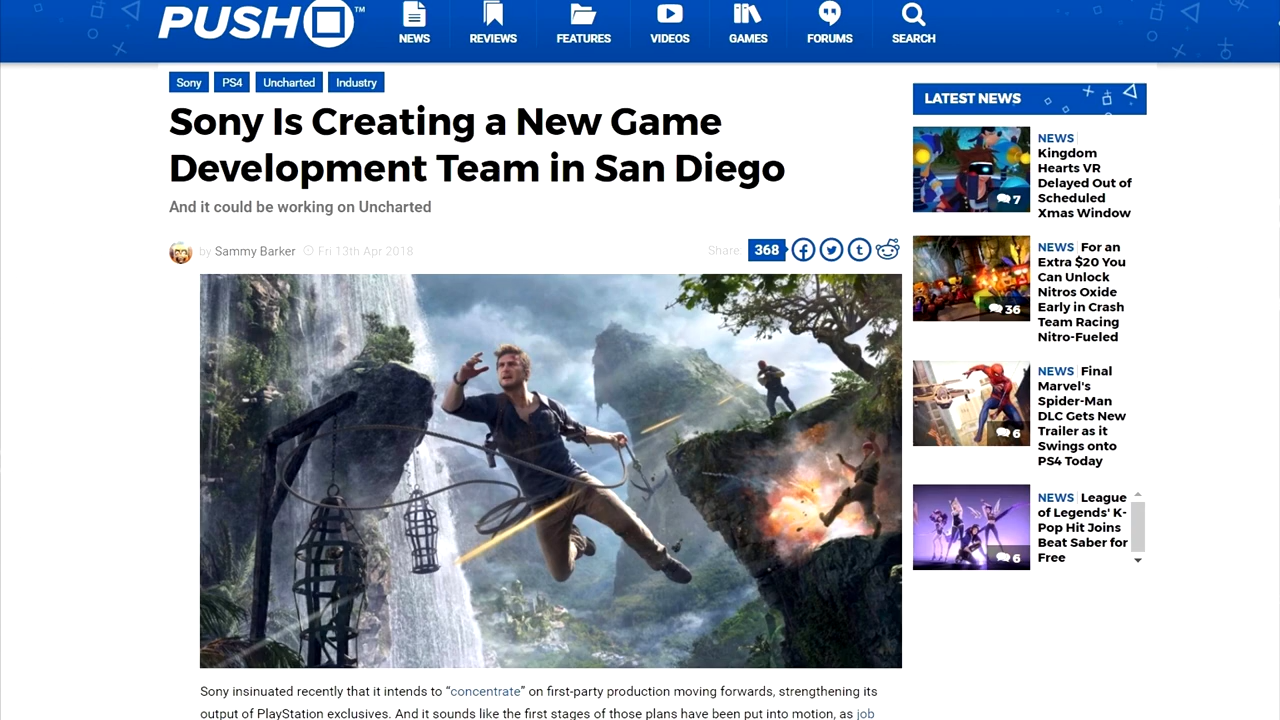 PUSH
NEWS
REVIEWS
FEATURES
VIDEOS
GAMES
FORUMS
SEARCH
Sony
PS4
Uncharted
Industry
Sony Is Creating a New Game
Development Team in San Diego
And it could be working on Uncharted
by Sammy Barker Fri 13th Apr 2018
Share: 368
Sony insinuated recently that it intends to “concentrate” on first-party production moving forwards, strengthening its
output of PlayStation exclusives. And it sounds like the first stages of those plans have been put into motion, as job
LATEST NEWS
7
NEWS
Kingdom
Hearts VR
Delayed Out of
Scheduled
Xmas Window
36
NEWS For an
Extra $20 You
Can Unlock
Nitros Oxide
Early in Crash
Team Racing
Nitro-Fueled
6
NEWS Final
Marvel's
Spider-Man
DLC Gets New
Trailer as it
Swings onto
PS4 Today
6
NEWS League
of Legends' K-
Pop Hit Joins
Beat Saber for
Free